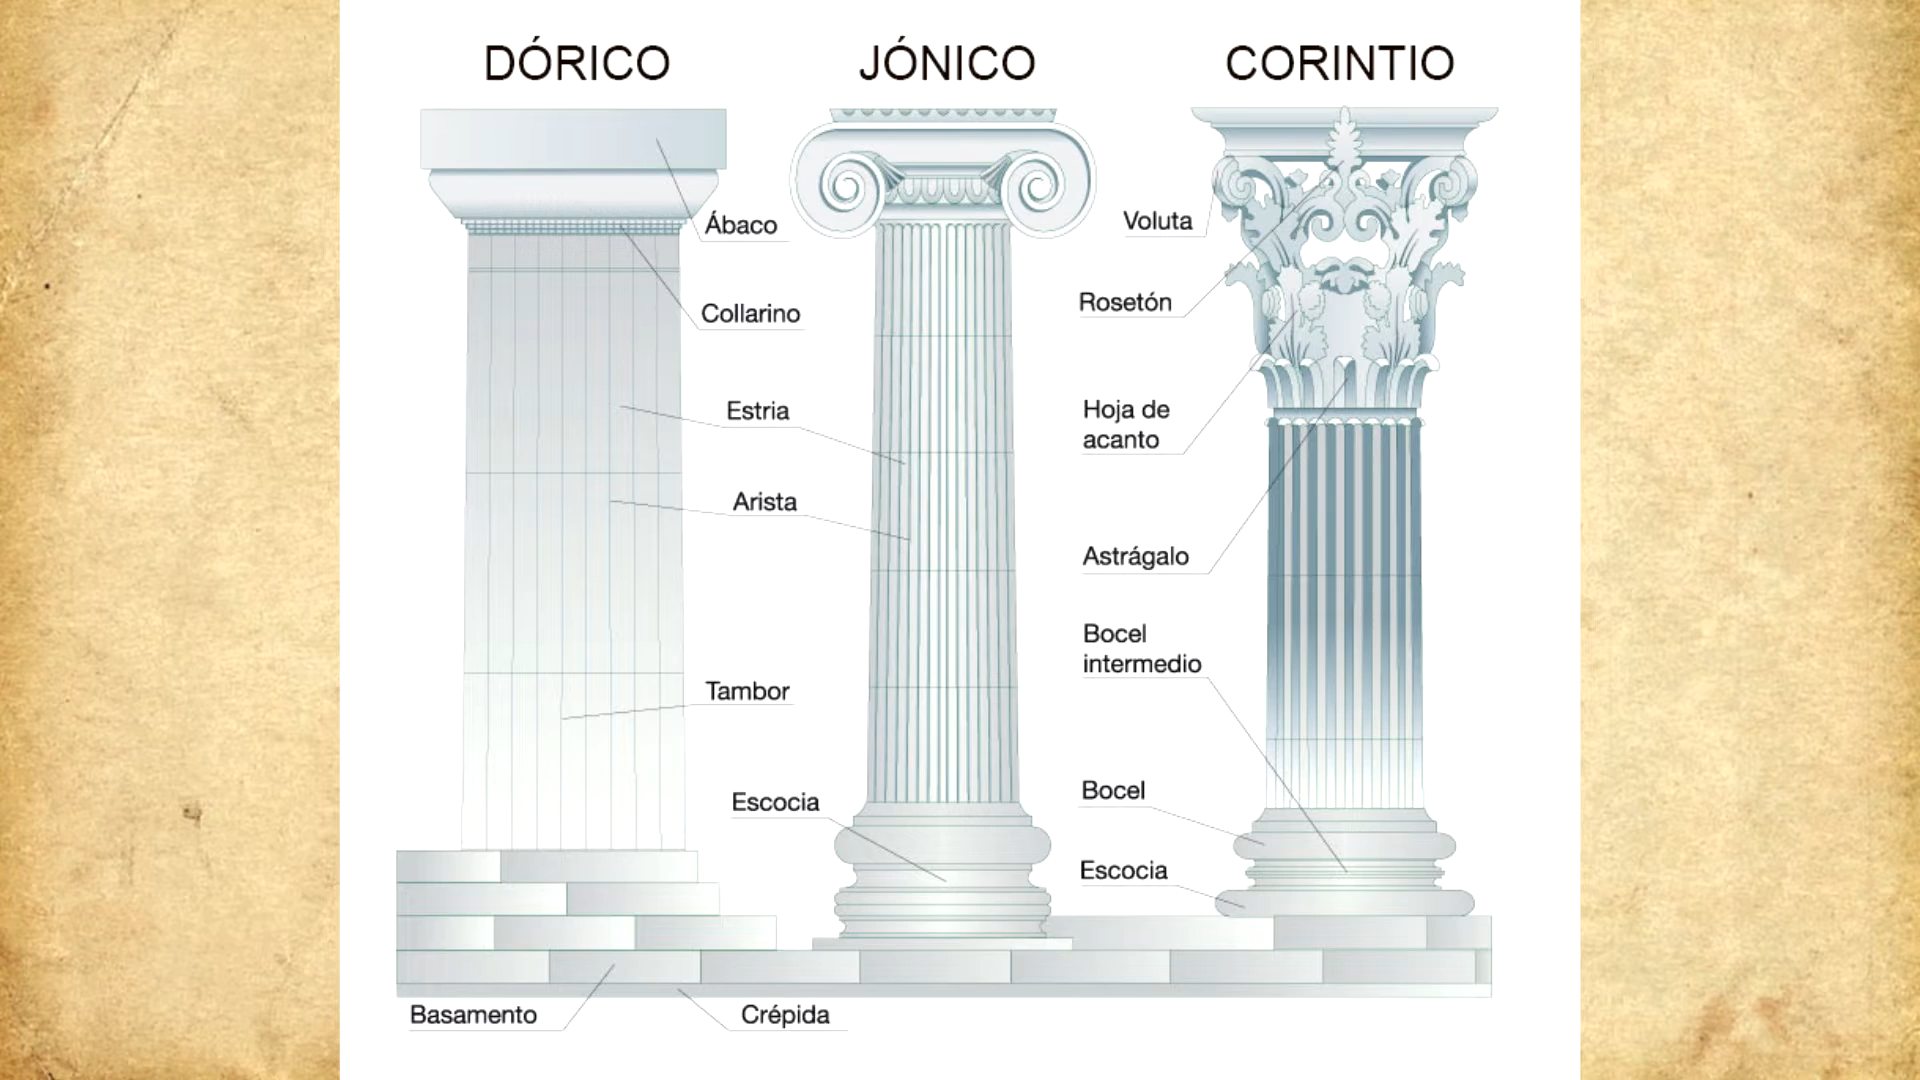 DÓRICO
JÓNICO
CORINTIO
Ábaco
Collarino
Estria
Arista
Tambor
Escocia
Voluta
Rosetón
Hoja de
acanto
Astrágalo
Bocel
intermedio
Bocel
Escocia
Basamento
Crépida